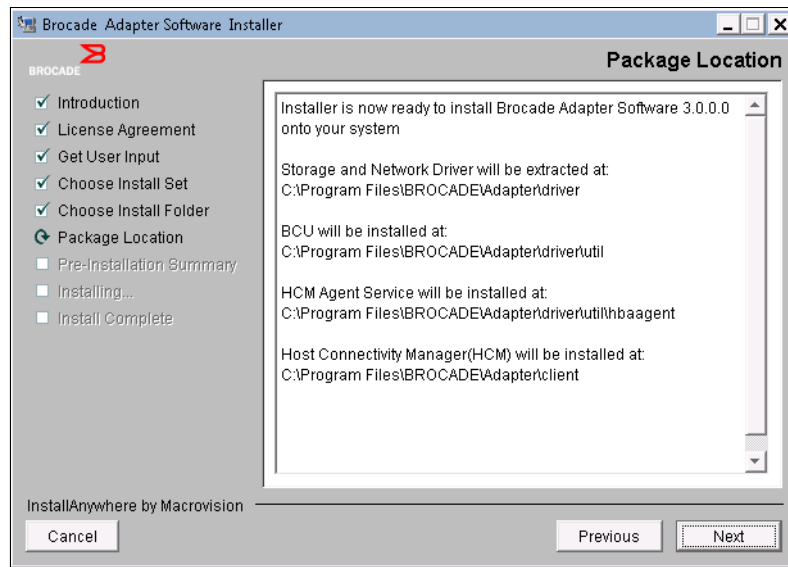 Brocade Adapter Software Installer
BROCADE
Package Location
Introduction
License Agreement
Get User Input
Choose Install Set
Choose Install Folder
Package Location
Pre-Installation Summary
Installing...
Install Complete
Installer is now ready to install Brocade Adapter Software 3.0.0.0
onto your system
Storage and Network Driver will be extracted at:
C:\Program Files\BROCADE\Adapter\driver
BCU will be installed at:
C:\Program Files\BROCADE\Adapter\driver\util
HCM Agent Service will be installed at:
C:\Program Files\BROCADE\Adapter\driver\util\hbaagent
Host Connectivity Manager(HCM) will be installed at:
C:\Program Files\BROCADE\Adapter\client
InstallAnywhere by Macrovision
Cancel
Previous
Next